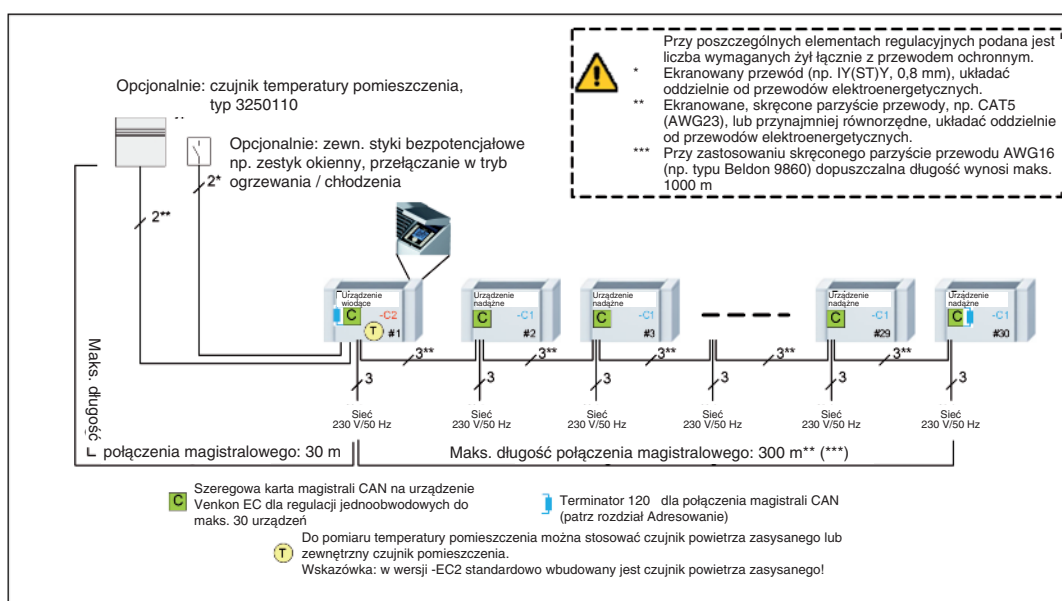 Przy poszczególnych elementach regulacyjnych podana jest
liczba wymaganych żył łącznie z przewodem ochronnym.
* Ekranowany przewód (np. IY(ST)Y, 0,8 mm), układać
oddzielnie od przewodów elektroenergetycznych.
** Ekranowane, skręcone parzyście przewody, np. CAT5
(AWG23), lub przynajmniej równorzędne, układać oddzielnie
od przewodów elektroenergetycznych.
*** Przy zastosowaniu skręconego parzyście przewodu AWG16
(np. typu Beldon 9860) dopuszczalna długość wynosi maks.
1000 m
Opcjonalnie: czujnik temperatury pomieszczenia,
typ 3250110
Opcjonalnie: zewn. styki bezpotencjałowe
np. zestyk okienny, przełączanie w tryb
ogrzewania / chłodzenia
2*
2**
Urządzenie
wiodące
C
-C2
T
#1
Urządzenie
nadążne
C
-C1
#2
Urządzenie
nadążne
C
-C1
#3
Urządzenie
nadążne
C
-C1
#29
Urządzenie
nadążne
C
-C1
#30
3**
3**
3**
3**
3**
3
3
3
3
3
3
Sieć
230 V/50 Hz
Sieć
230 V/50 Hz
Sieć
230 V/50 Hz
Sieć
230 V/50 Hz
Sieć
230 V/50 Hz
Sieć
230 V/50 Hz
Maks. długość
połączenia magistralowego: 30 m
Maks. długość połączenia magistralowego: 300 m** (***)
C
Szeregowa karta magistrali CAN na urządzenie
Venkon EC dla regulacji jednoobwodowych do
maks. 30 urządzeń
Terminator 120 dla połączenia magistrali CAN
(patrz rozdział Adresowanie)
T
Do pomiaru temperatury pomieszczenia można stosować czujnik powietrza zasysanego lub
zewnętrzny czujnik pomieszczenia.
Wskazówka: w wersji -EC2 standardowo wbudowany jest czujnik powietrza zasysanego!